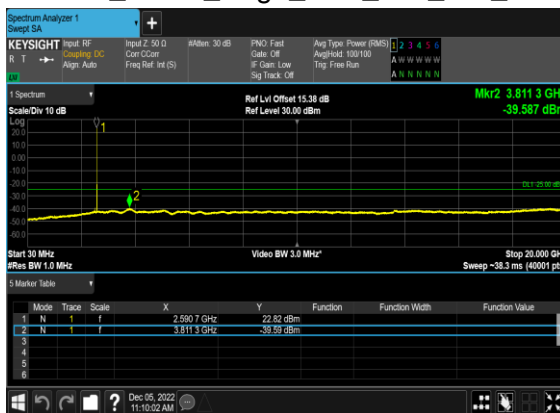 Spectrum Analyzer 1
Swept SA
KEYSIGHT
R T
Input: RF
Coupling: DC
Align: Auto
Input Z: 50 Ω
Corr CCorr
Freq Ref: Int (S)
#Atten: 30 dB
PNO: Fast
Gate: Off
IF Gain: Low
Sig Track: Off
Avg Type: Power (RMS)
Avg|Hold: 100/100
Trig: Free Run
1 2 3 4 5 6
A W W W W W
A N N N N N
1 Spectrum
Scale/Div 10 dB
Ref Lvl Offset 15.38 dB
Ref Level 30.00 dBm
Mkr2 3.811 3 GH
-39.587 dBr
Log
20.0
10.0
0.00
-10.0
-20.0
-30.0
-40.0
-50.0
-60.0
1
2
DL1 -25.00 dB
Start 30 MHz
#Res BW 1.0 MHz
Video BW 3.0 MHz*
Stop 20.000 GH
Sweep ~38.3 ms (40001 pt
5 Marker Table
Mode Trace Scale X Y Function Function Width Function Value
1 N 1 f 2.590 7 GHz 22.82 dBm
2 N 1 f 3.811 3 GHz -39.59 dBm
3
4
5
6
?
Dec 05, 2022
11:10:02 AM